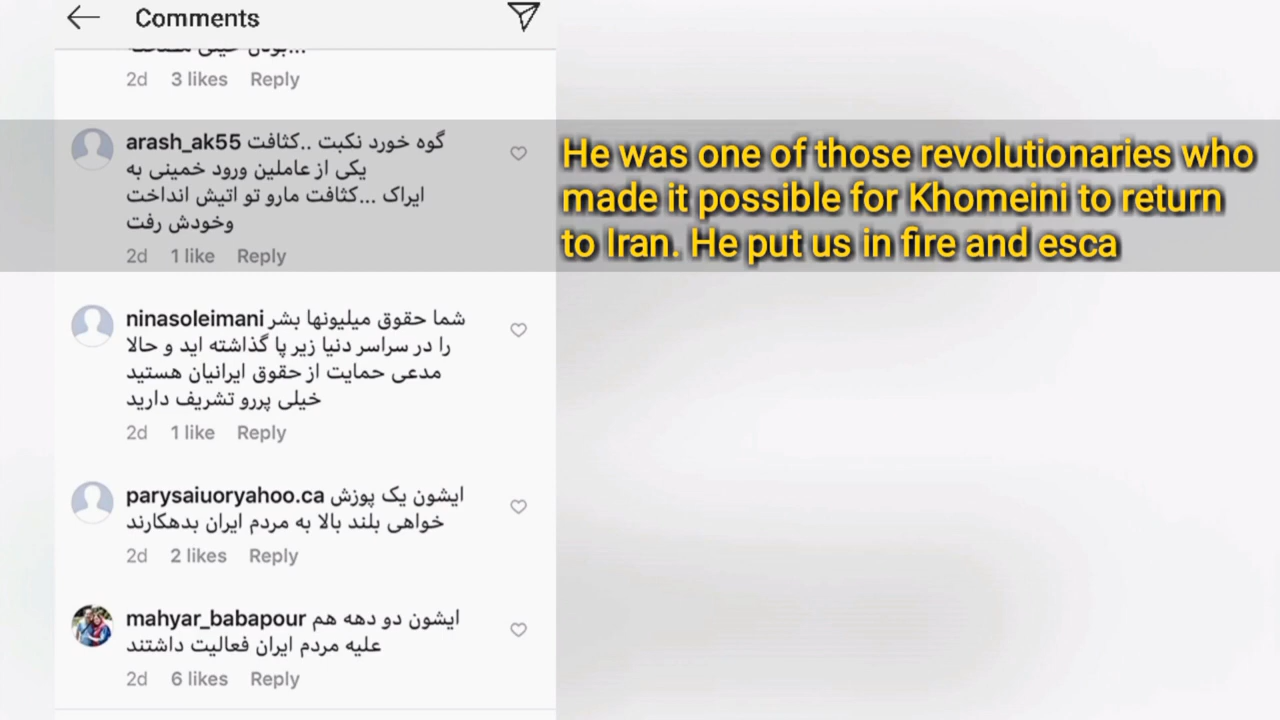 Comments
2d 3 likes Reply
arash_ak55 گوه خورد نکبت ..کثافت
یکی از عاملین ورود خمینی به
ایراک ...کثافت مارو تو اتیش انداخت
وخودش رفت
2d 1 like Reply
He was one of those revolutionaries who
made it possible for Khomeini to return
to Iran. He put us in fire and esca
ninasoleimani شما حقوق میلیونها بشر
را در سراسر دنیا زیر پا گذاشته اید و حالا
مدعی حمایت از حقوق ایرانیان هستید
خیلی پررو تشریف دارید
2d 1 like Reply
parysaiuoryahoo.ca ایشون یک پوزش
خواهی بلند بالا به مردم ایران بدهکارند
2d 2 likes Reply
mahyar_babapour ایشون دو دهه هم
علیه مردم ایران فعالیت داشتند
2d 6 likes Reply